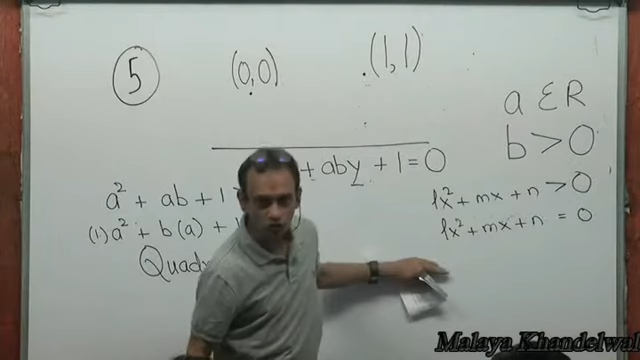 5 (0,0) .(1,1)
a ∈ R
b > 0
+ aby + 1 = 0
a² + ab + 1
lx² + mx + n > 0
(1)a² + b(a) + 1
lx² + mx + n = 0
Malaya Khandelwal